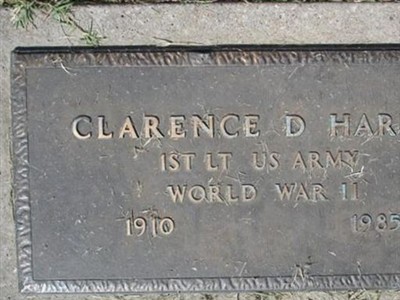 CLARENCE D HAR
1ST LT US ARMY
WORLD WAR II
1910 1985